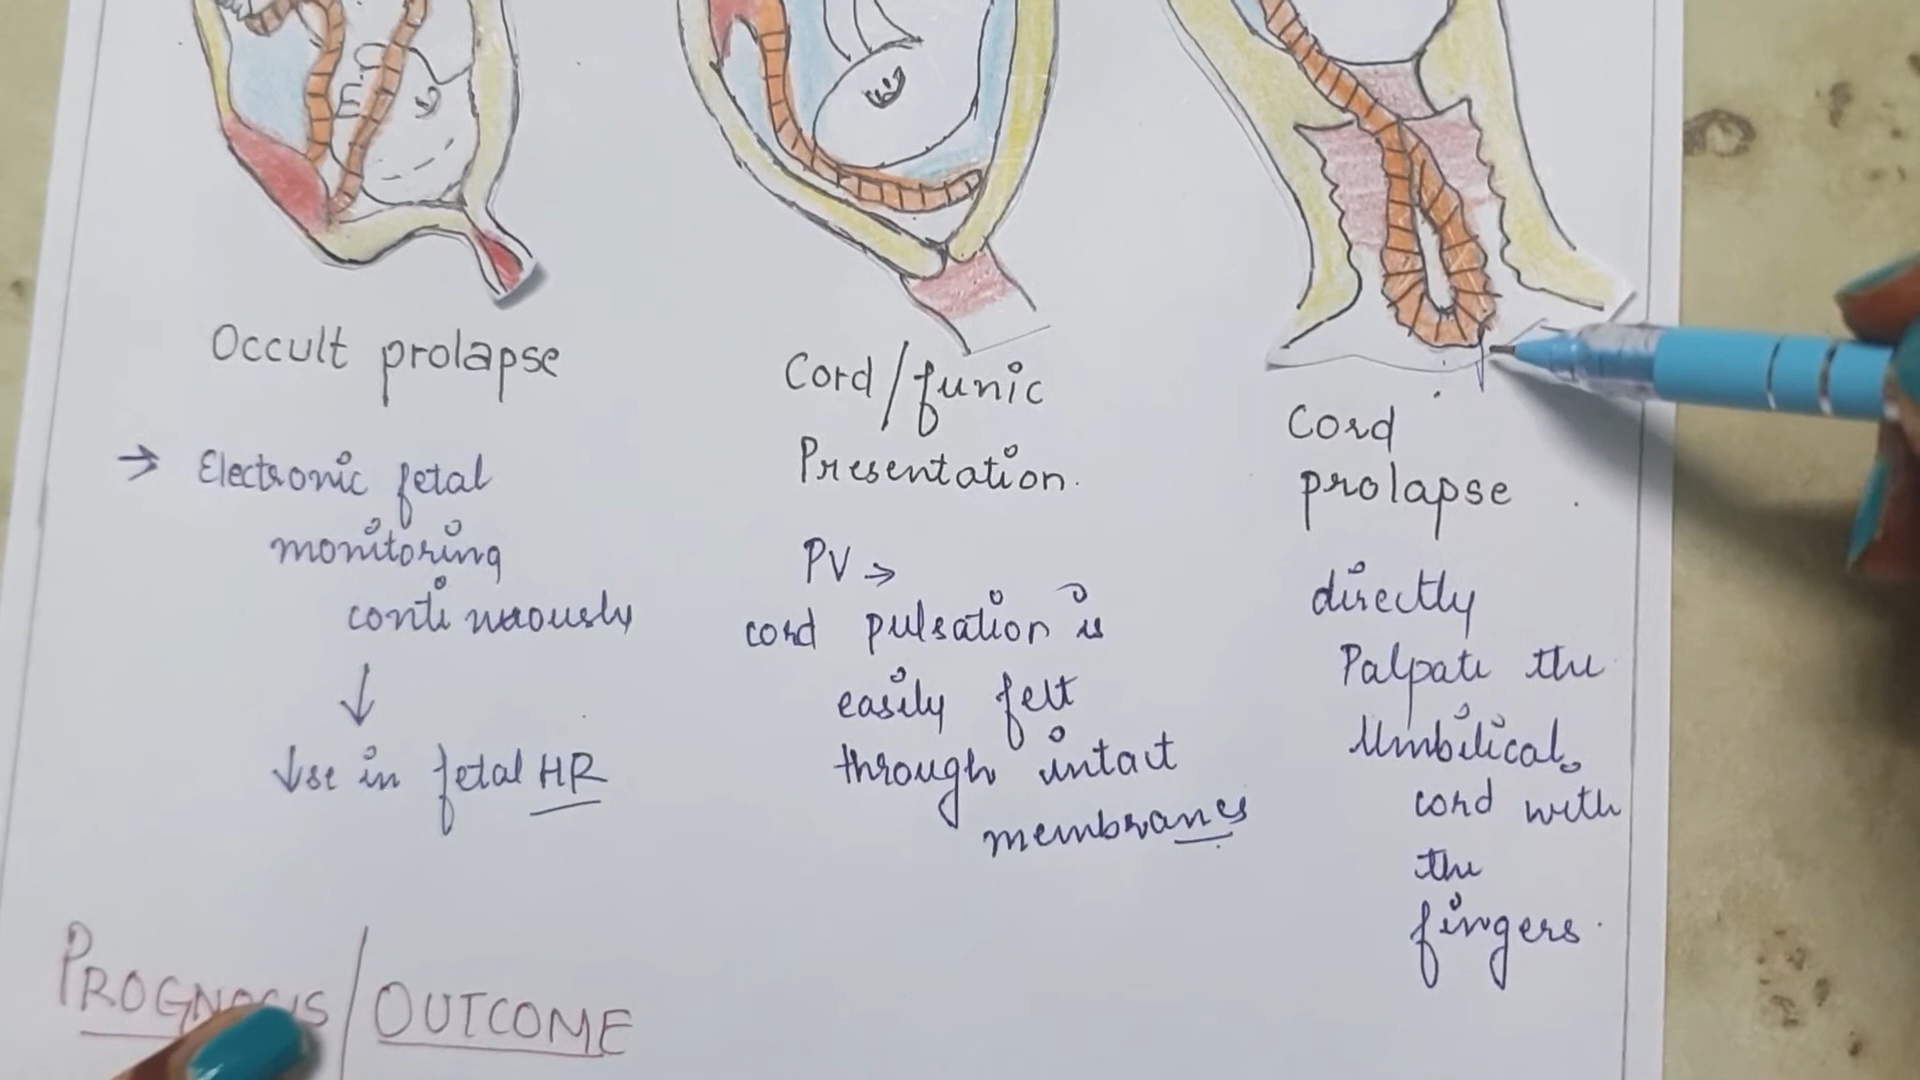 Occult prolapse
→ Electronic fetal
monitoring
continuously
↓
↓se in fetal HR
Cord/funic
Presentation.
PV →
cord pulsation is
easily felt
through intact
membranes
Cord
prolapse
directly
Palpate the
Umbilical
cord with
the
fingers.
PROGNOSIS/OUTCOME